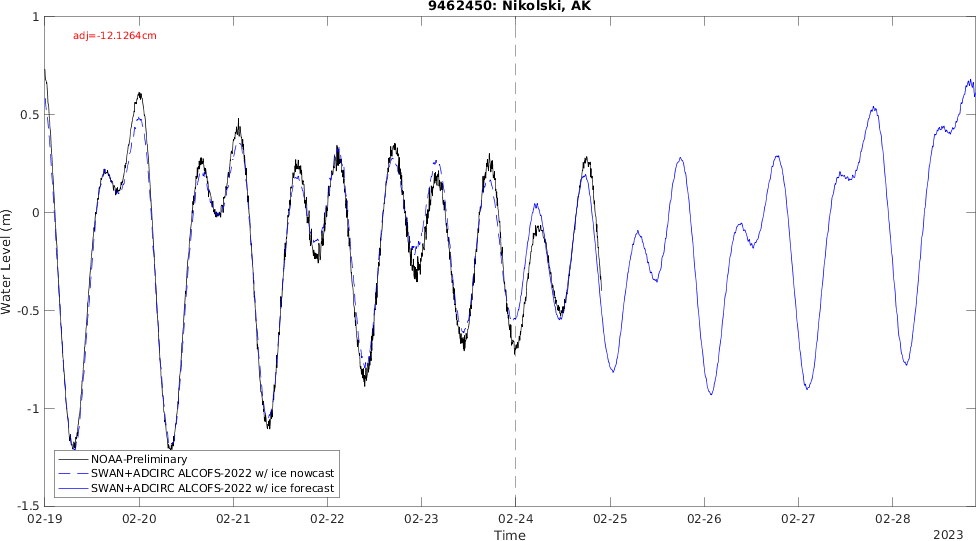 9462450: Nikolski, AK
adj=-12.1264cm
1
0.5
0
-0.5
-1
-1.5
Water Level (m)
NOAA-Preliminary
SWAN+ADCIRC ALCOFS-2022 w/ ice nowcast
SWAN+ADCIRC ALCOFS-2022 w/ ice forecast
02-19 02-20 02-21 02-22 02-23 02-24 02-25 02-26 02-27 02-28
Time
2023